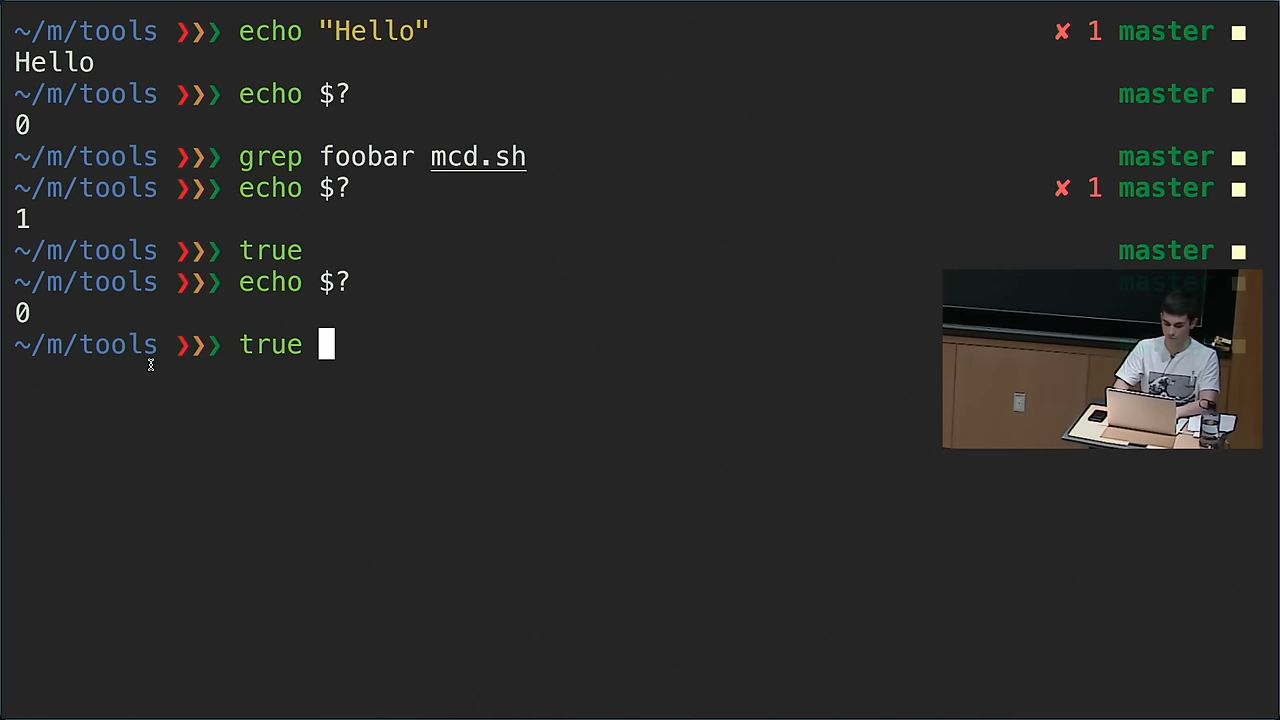 ~/m/tools ❯❯❯ echo "Hello" ✘ 1 master ■
Hello
~/m/tools ❯❯❯ echo $? master ■
0
~/m/tools ❯❯❯ grep foobar mcd.sh master ■
~/m/tools ❯❯❯ echo $? ✘ 1 master ■
1
~/m/tools ❯❯❯ true master ■
~/m/tools ❯❯❯ echo $? master ■
0
~/m/tools ❯❯❯ true